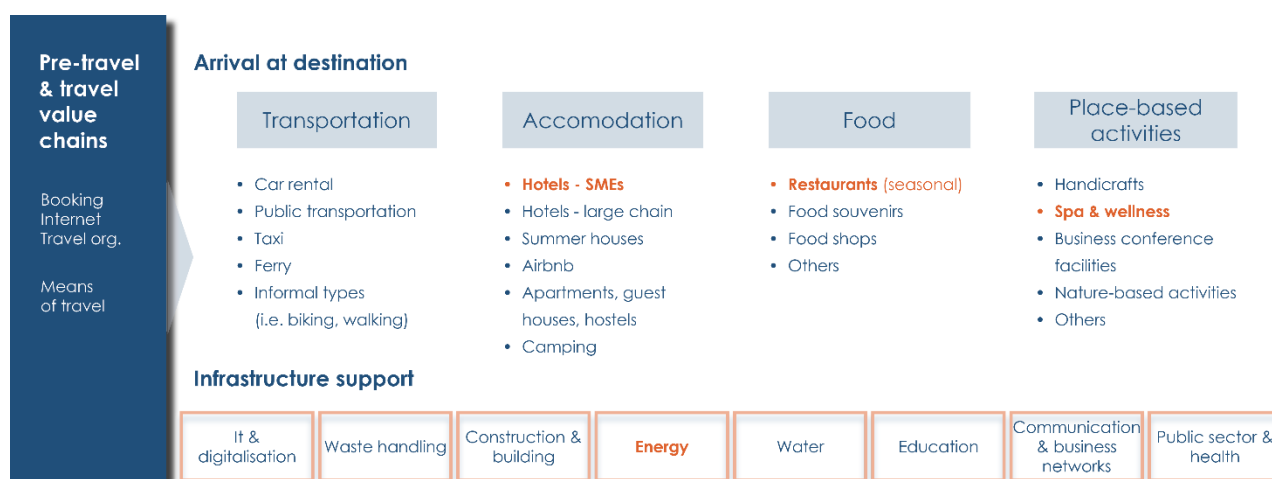 Pre-travel
& travel
value
chains
Booking
Internet
Travel org.
Means
of travel
Arrival at destination
Transportation
• Car rental
• Public transportation
• Taxi
• Ferry
• Informal types
(i.e. biking, walking)
Accomodation
• Hotels - SMEs
• Hotels - large chain
• Summer houses
• Airbnb
• Apartments, guest
houses, hostels
• Camping
Food
• Restaurants (seasonal)
• Food souvenirs
• Food shops
• Others
Place-based
activities
• Handicrafts
• Spa & wellness
• Business conference
facilities
• Nature-based activities
• Others
Infrastructure support
It &
digitalisation
Waste handling
Construction &
building
Energy
Water
Education
Communication
& business
networks
Public sector &
health